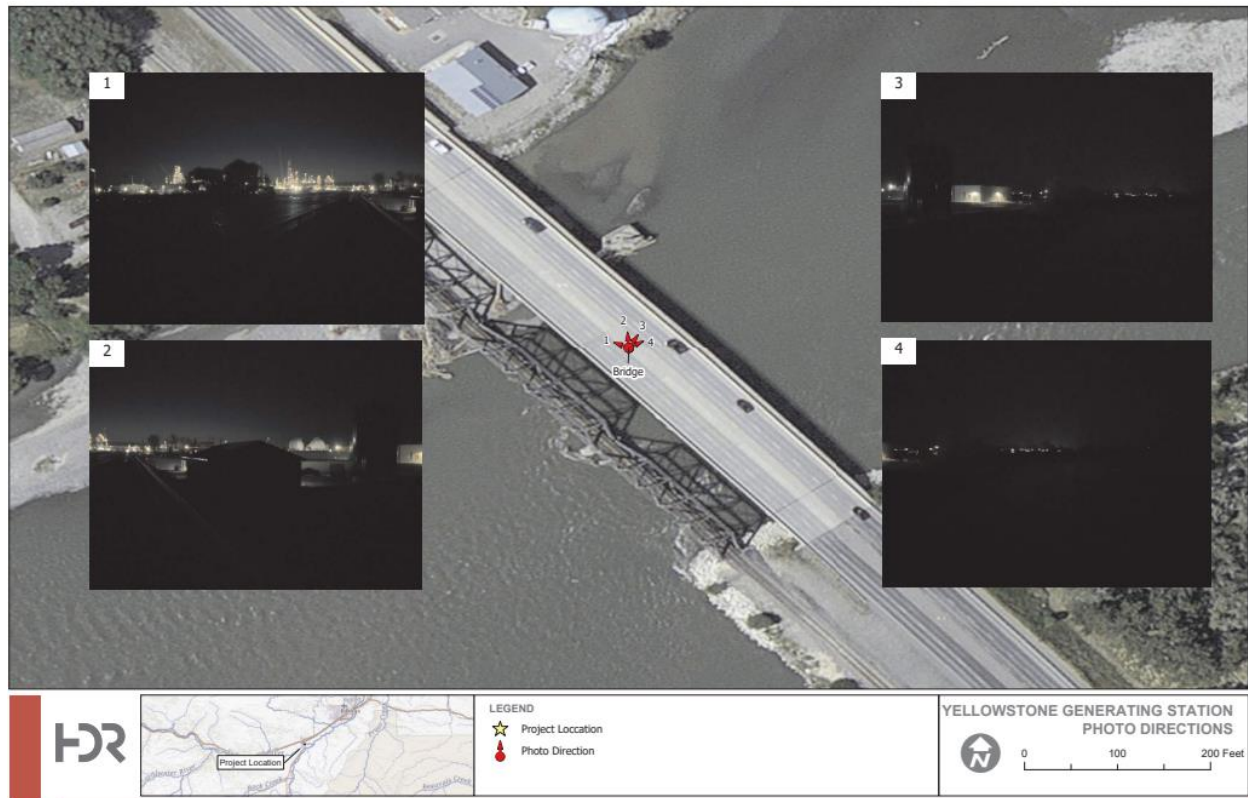 1
3
2
4
2
3
1
4
Bridge
HDR
Project Location
LEGEND
Project Loccation
Photo Direction
YELLOWSTONE GENERATING STATION
PHOTO DIRECTIONS
N
0
100
200 Feet